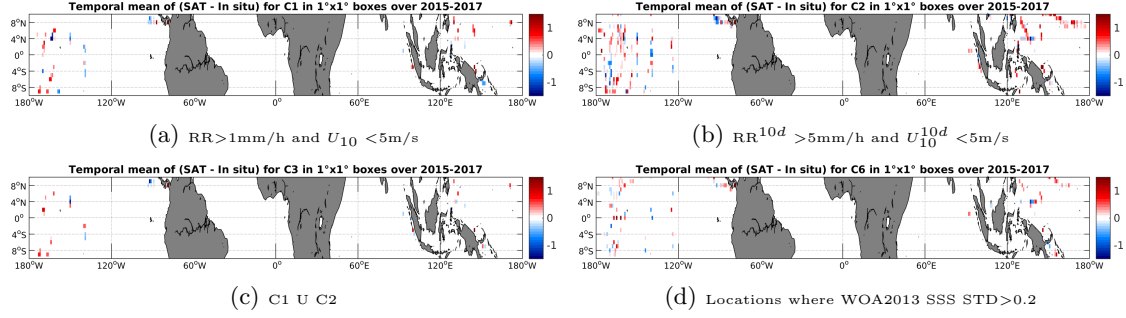 Temporal mean of (SAT - In situ) for C1 in 1°x1° boxes over 2015-2017
8°N
4°N
0°
4°S
8°S
180°W 120°W 60°W 0° 60°E 120°E 180°W
1
0
-1
(a) RR>1mm/h and U10 <5m/s
Temporal mean of (SAT - In situ) for C2 in 1°x1° boxes over 2015-2017
8°N
4°N
0°
4°S
8°S
180°W 120°W 60°W 0° 60°E 120°E 180°W
1
0
-1
(b) RR^10d >5mm/h and U10^10d <5m/s
Temporal mean of (SAT - In situ) for C3 in 1°x1° boxes over 2015-2017
8°N
4°N
0°
4°S
8°S
180°W 120°W 60°W 0° 60°E 120°E 180°W
1
0
-1
(c) C1 U C2
Temporal mean of (SAT - In situ) for C6 in 1°x1° boxes over 2015-2017
8°N
4°N
0°
4°S
8°S
180°W 120°W 60°W 0° 60°E 120°E 180°W
1
0
-1
(d) Locations where WOA2013 SSS STD>0.2